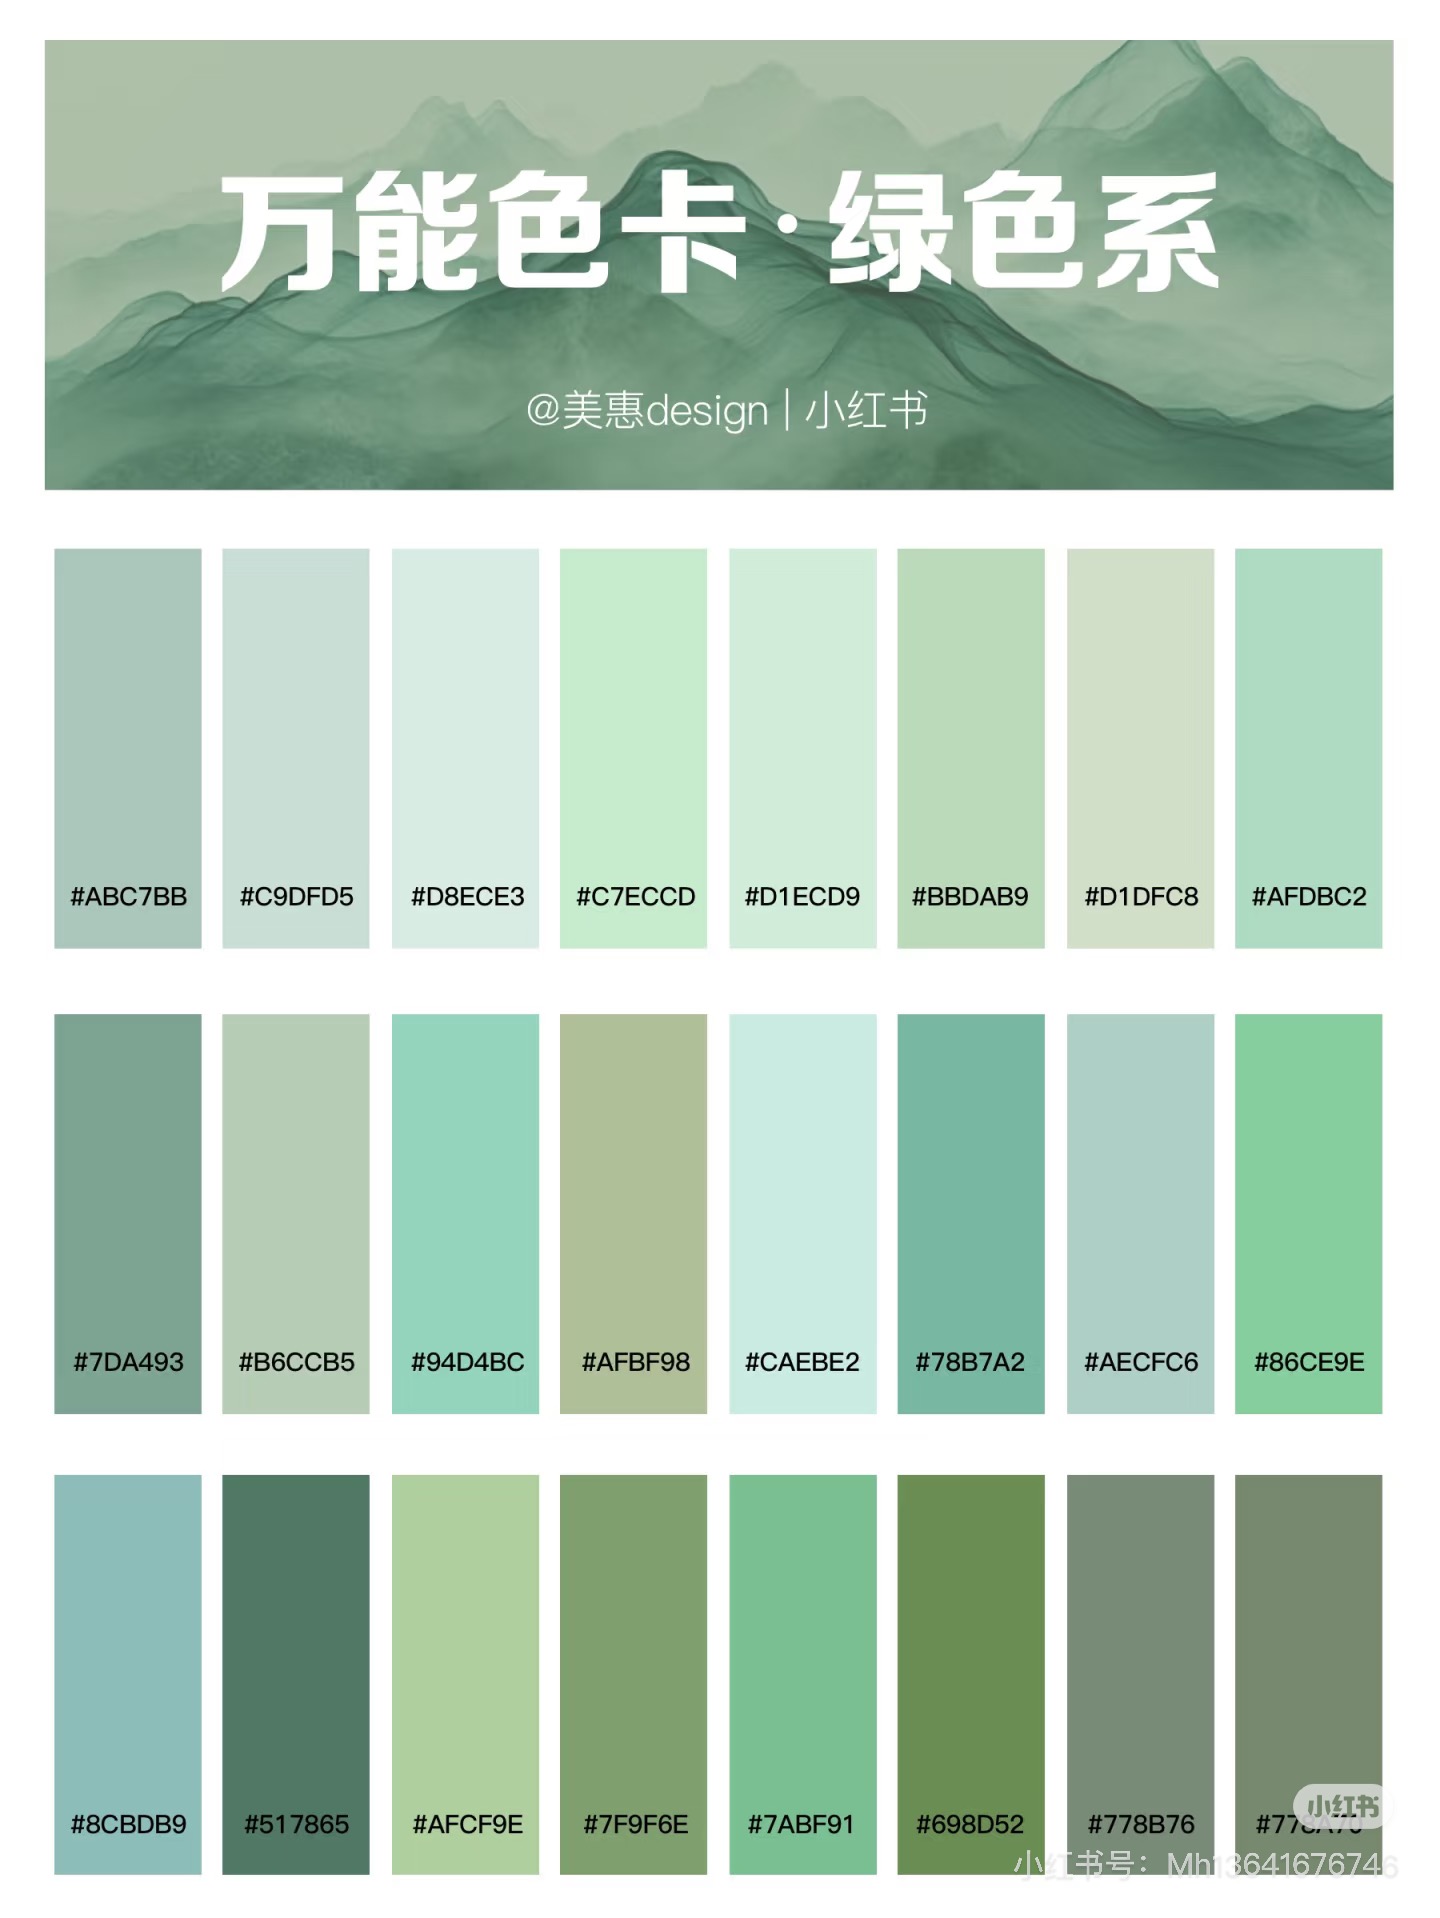 万能色卡·绿色系
@美惠design | 小红书
#ABC7BB #C9DFD5 #D8ECE3 #C7ECCD #D1ECD9 #BBDAB9 #D1DFC8 #AFDBC2
#7DA493 #B6CCB5 #94D4BC #AFBF98 #CAEBE2 #78B7A2 #AECFC6 #86CE9E
#8CBDB9 #517865 #AFCF9E #7F9F6E #7ABF91 #698D52 #778B76
小红书
小红书号：Mh13641676746